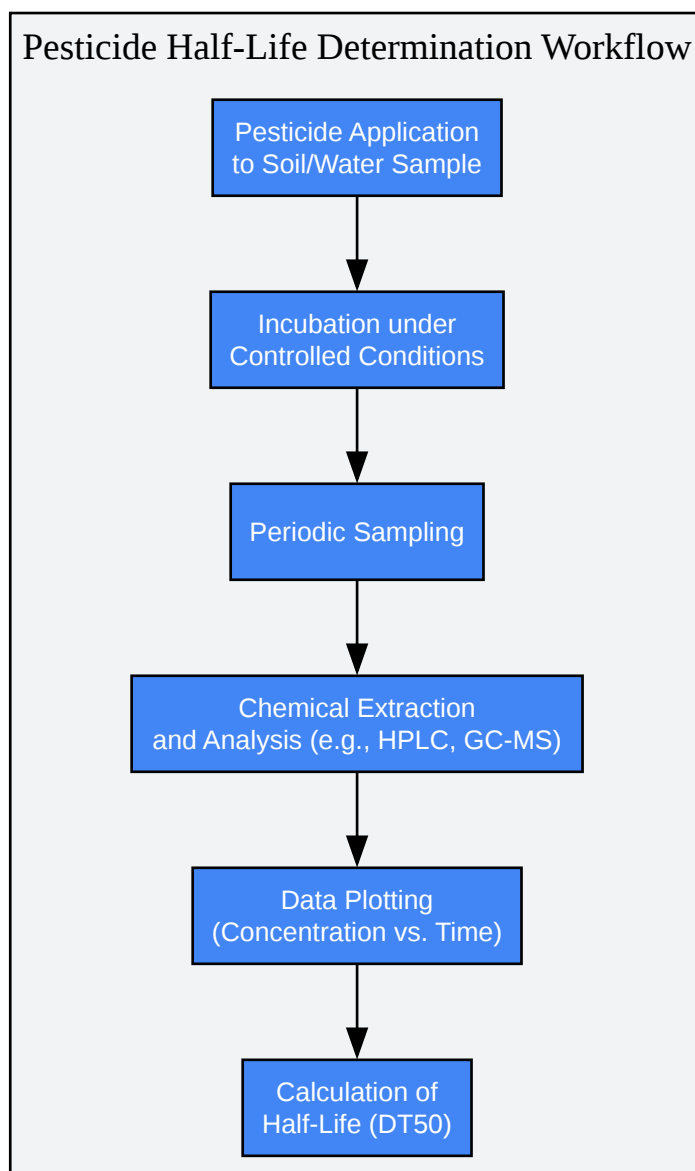 Pesticide Half-Life Determination Workflow
Pesticide Application
to Soil/Water Sample
Incubation under
Controlled Conditions
Periodic Sampling
Chemical Extraction
and Analysis (e.g., HPLC, GC-MS)
Data Plotting
(Concentration vs. Time)
Calculation of
Half-Life (DT50)